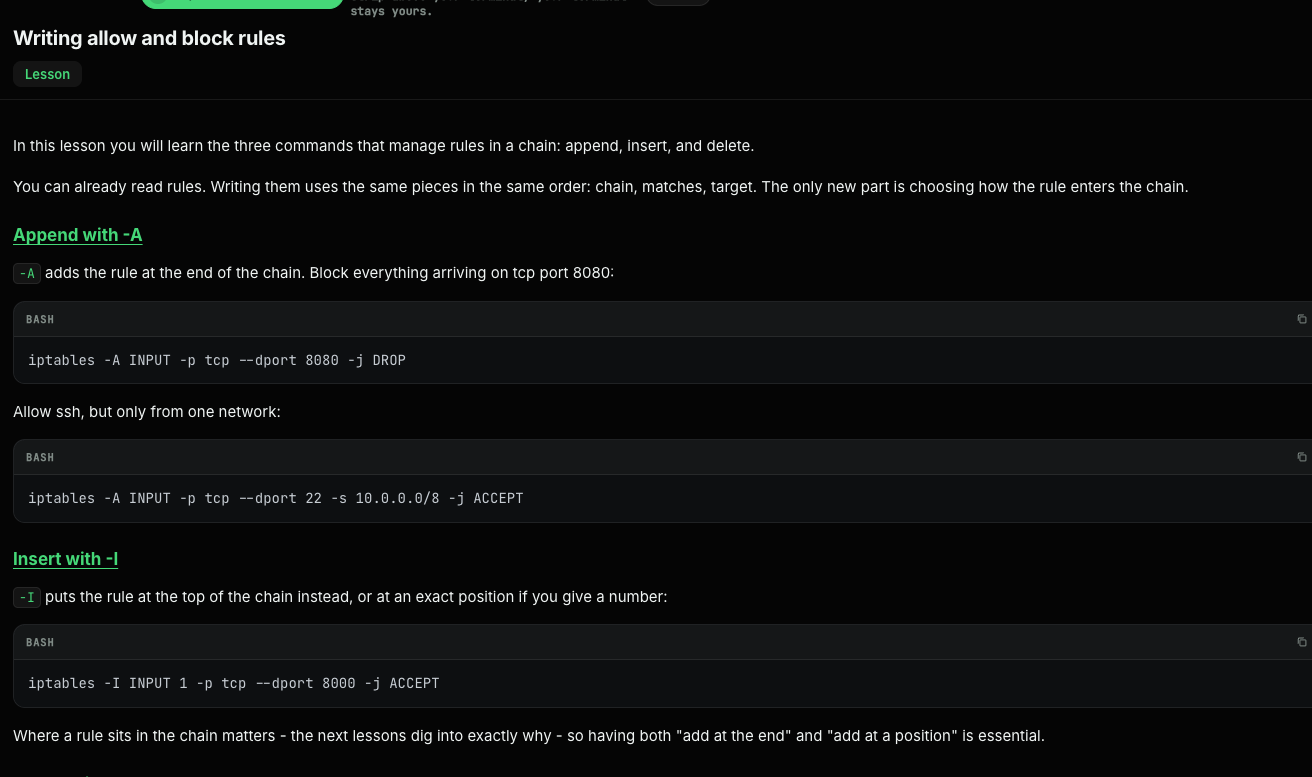 stays yours.
Writing allow and block rules
Lesson
In this lesson you will learn the three commands that manage rules in a chain: append, insert, and delete.
You can already read rules. Writing them uses the same pieces in the same order: chain, matches, target. The only new part is choosing how the rule enters the chain.
Append with -A
-A adds the rule at the end of the chain. Block everything arriving on tcp port 8080:
BASH
iptables -A INPUT -p tcp --dport 8080 -j DROP
Allow ssh, but only from one network:
BASH
iptables -A INPUT -p tcp --dport 22 -s 10.0.0.0/8 -j ACCEPT
Insert with -I
-I puts the rule at the top of the chain instead, or at an exact position if you give a number:
BASH
iptables -I INPUT 1 -p tcp --dport 8000 -j ACCEPT
Where a rule sits in the chain matters - the next lessons dig into exactly why - so having both "add at the end" and "add at a position" is essential.